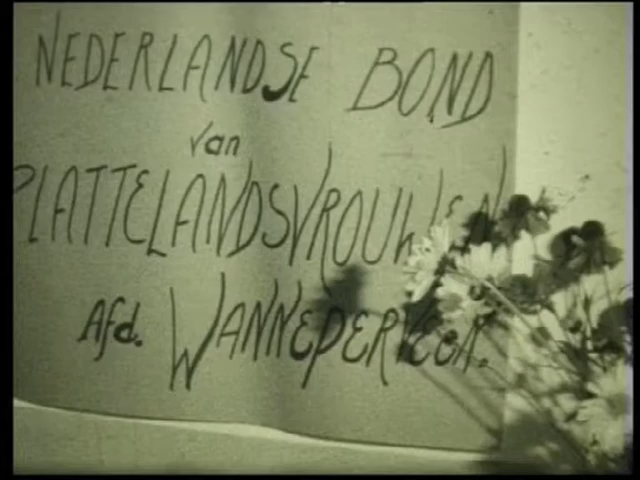 NEDERLANDSE BOND
van
PLATTELANDSVROUWEN
Afd. WANNEPERVEEN.